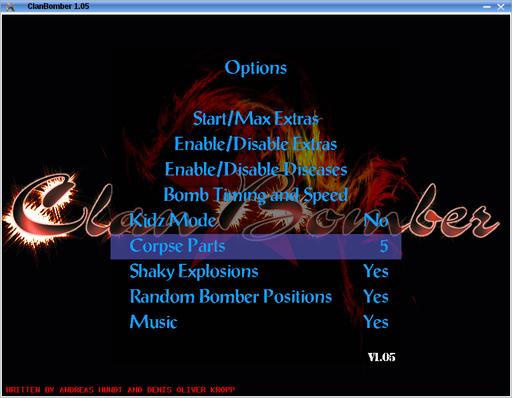 ClanBomber 1.05
Options
Start/Max Extras
Enable/Disable Extras
Enable/Disable Diseases
Bomb Timing and Speed
Kidz Mode No
Corpse Parts 5
Shaky Explosions Yes
Random Bomber Positions Yes
Music Yes
ClanBomber
V1.05
WRITTEN BY ANDREAS HUNDT AND DENIS OLIVER KROPP